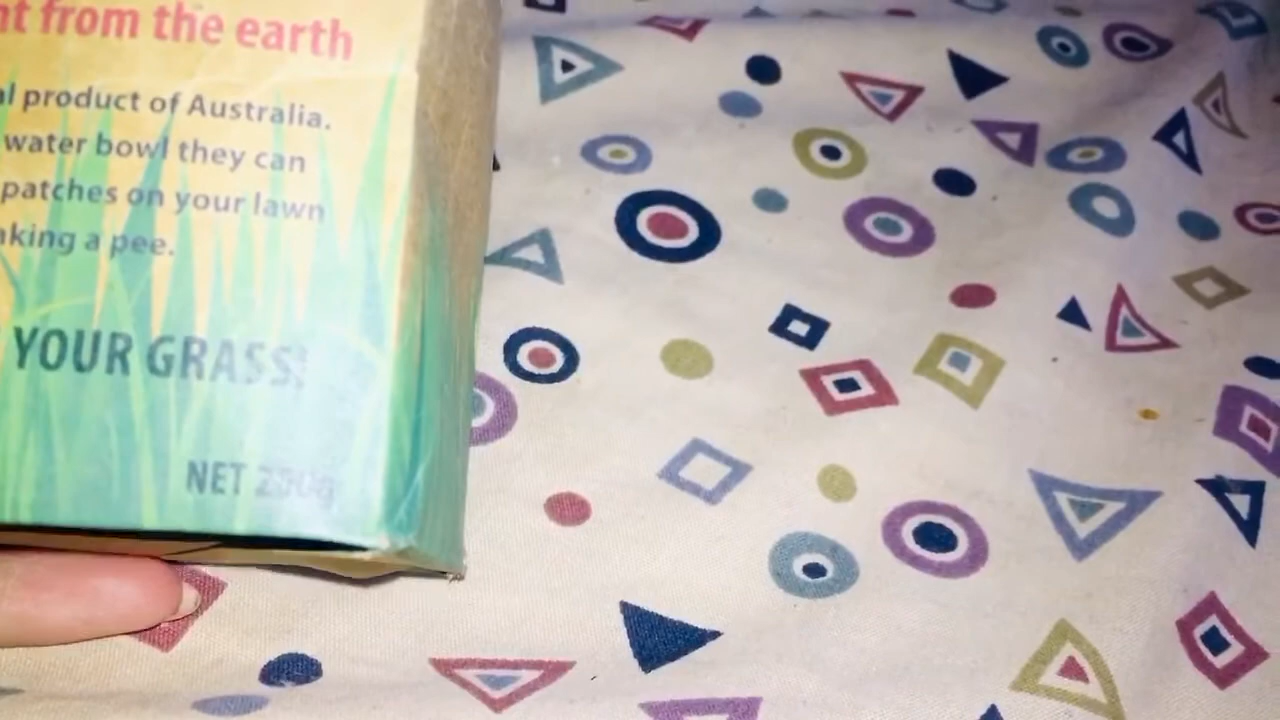 nt from the earth
al product of Australia.
water bowl they can
patches on your lawn
aking a pee.
YOUR GRASS!
NET